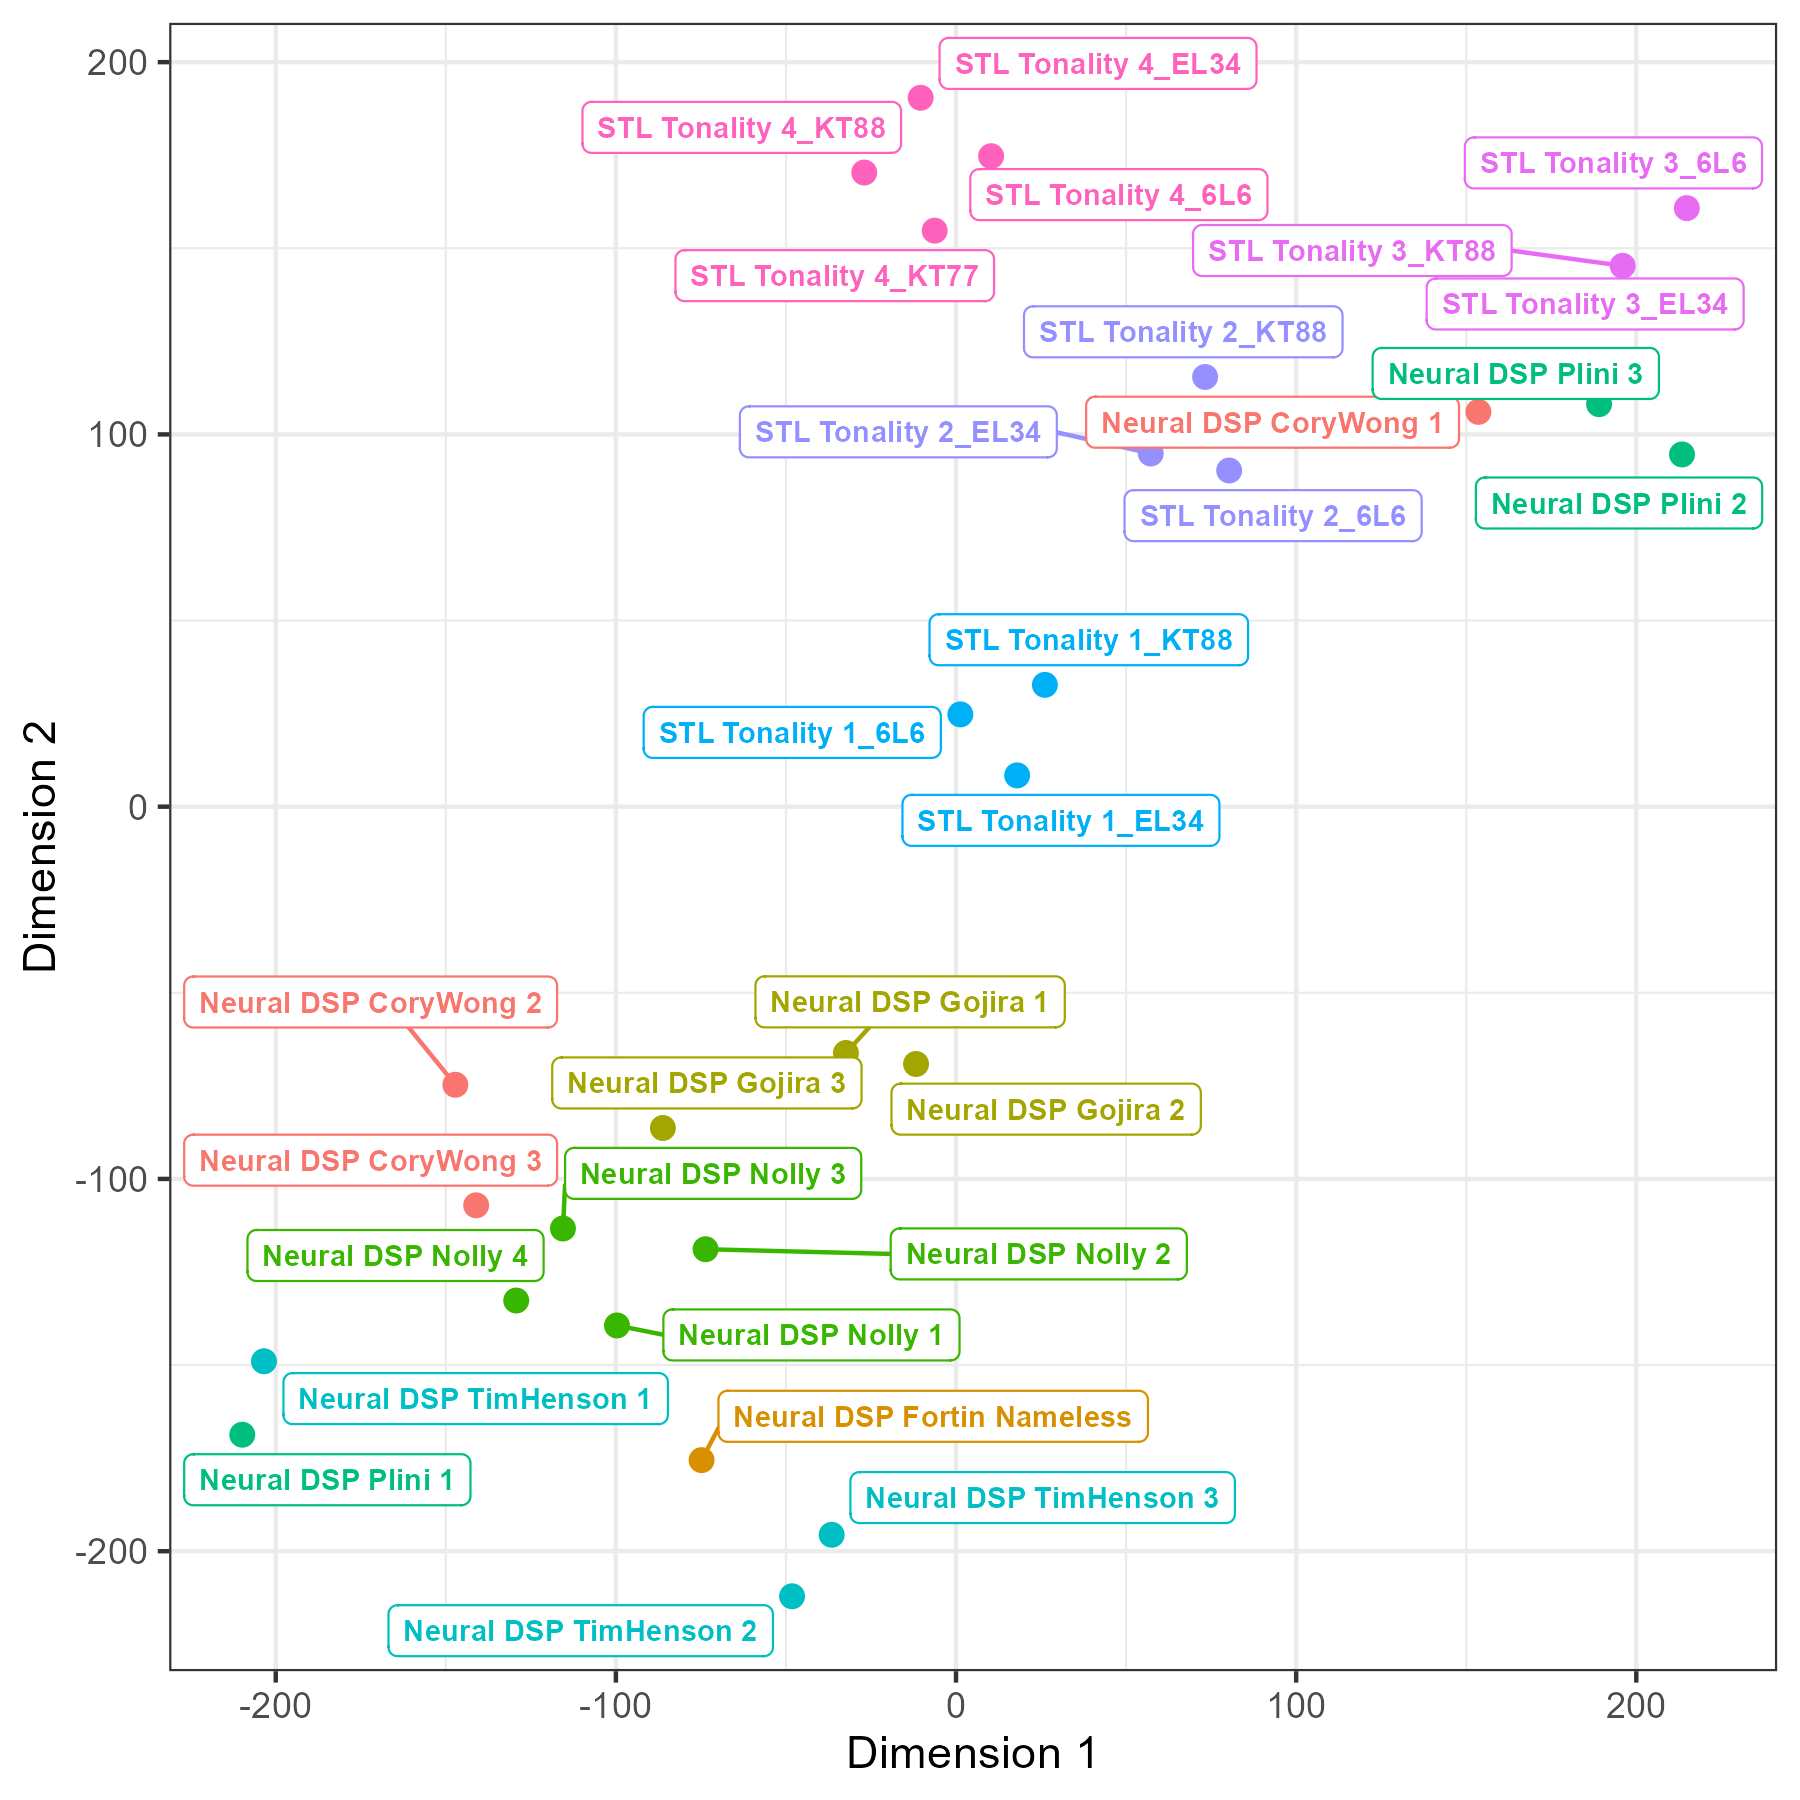 200
100
0
-100
-200
Dimension 2
STL Tonality 4_EL34
STL Tonality 4_KT88
STL Tonality 3_6L6
STL Tonality 4_6L6
STL Tonality 3_KT88
STL Tonality 4_KT77
STL Tonality 3_EL34
STL Tonality 2_KT88
Neural DSP Plini 3
Neural DSP CoryWong 1
STL Tonality 2_EL34
Neural DSP Plini 2
STL Tonality 2_6L6
STL Tonality 1_KT88
STL Tonality 1_6L6
STL Tonality 1_EL34
Neural DSP CoryWong 2
Neural DSP Gojira 1
Neural DSP Gojira 3
Neural DSP Gojira 2
Neural DSP CoryWong 3
Neural DSP Nolly 3
Neural DSP Nolly 4
Neural DSP Nolly 2
Neural DSP Nolly 1
Neural DSP TimHenson 1
Neural DSP Fortin Nameless
Neural DSP Plini 1
Neural DSP TimHenson 3
Neural DSP TimHenson 2
-200
-100
0
100
200
Dimension 1